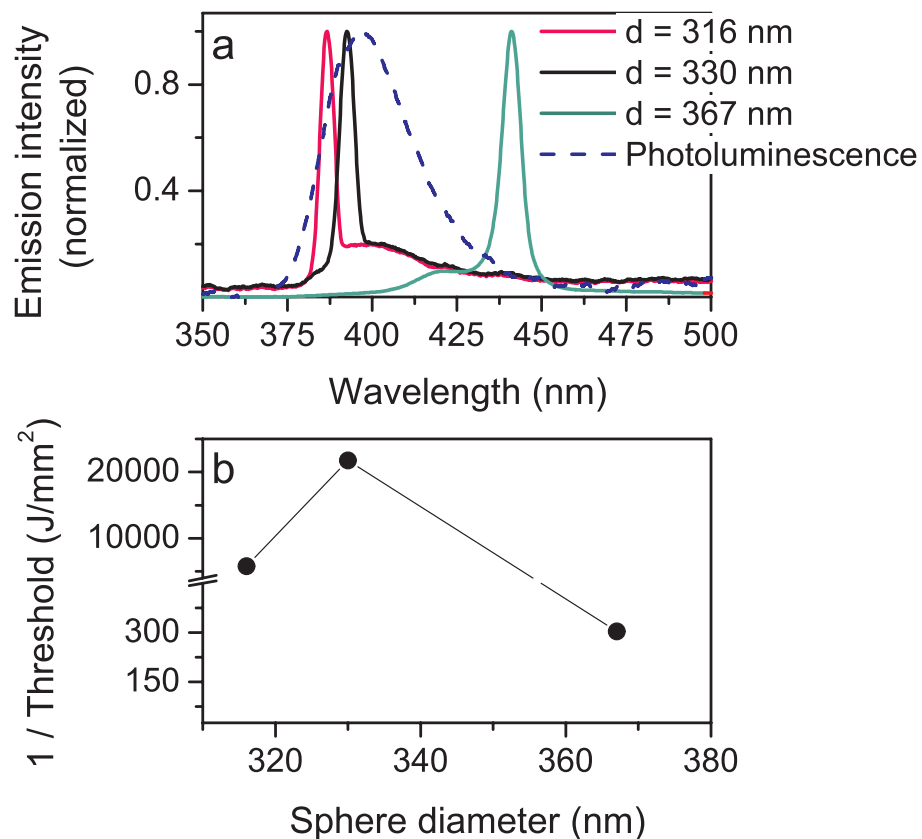 a
d = 316 nm
d = 330 nm
d = 367 nm
Photoluminescence
Emission intensity
(normalized)
0.8
0.4
350 375 400 425 450 475 500
Wavelength (nm)
b
1 / Threshold (J/mm²)
20000
10000
300
150
320 340 360 380
Sphere diameter (nm)